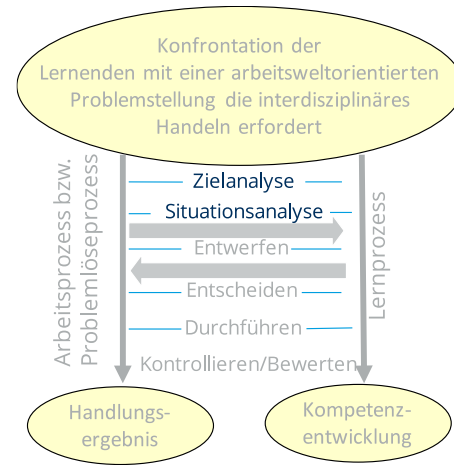 Konfrontation der
Lernenden mit einer arbeitsweltorientierten
Problemstellung die interdisziplinäres
Handeln erfordert
Arbeitsprozess bzw.
Problemlöseprozess
Zielanalyse
Situationsanalyse
Entwerfen
Entscheiden
Durchführen
Kontrollieren/Bewerten
Lernprozess
Handlungs-
ergebnis
Kompetenz-
entwicklung